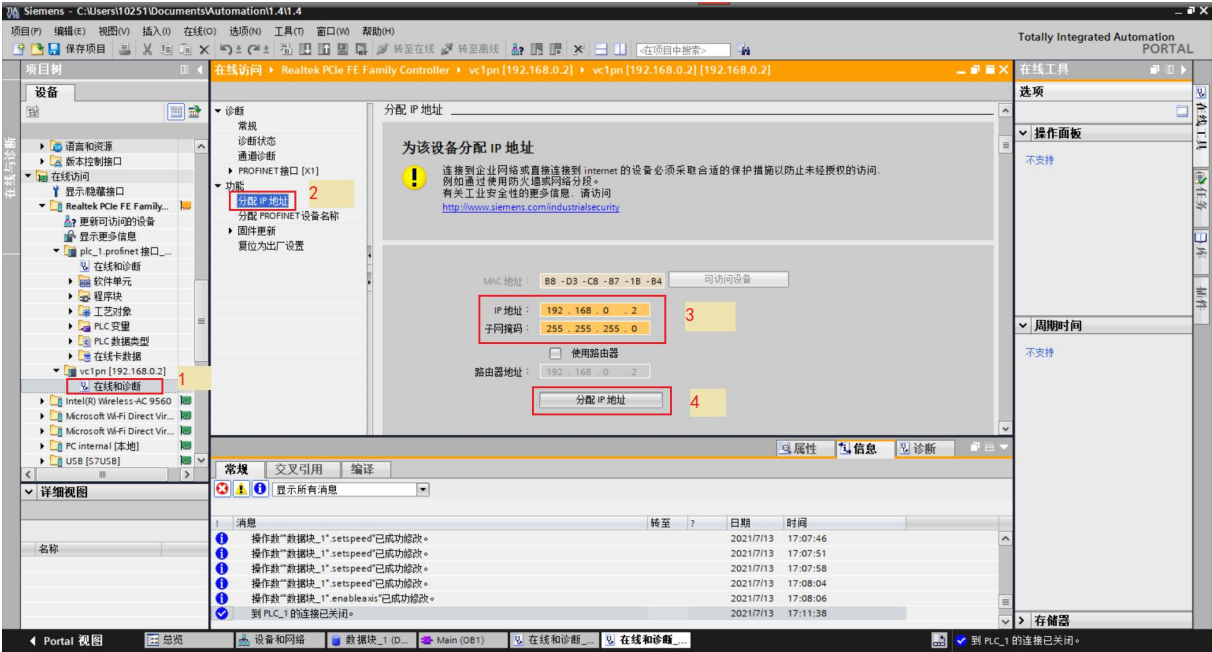 Siemens - C:\Users\10251\Documents\Automation\1.4\1.4
项目(P) 编辑(E) 视图(V) 插入(I) 在线(O) 选项(N) 工具(T) 窗口(W) 帮助(H)
Totally Integrated Automation
PORTAL
保存项目 转至在线 转至离线 <在项目中搜索>
项目树
设备
语言和资源
版本控制接口
在线访问
显示/隐藏接口
Realtek PCIe FE Family...
更新可访问的设备
显示更多信息
plc_1.profinet 接口_...
在线和诊断
软件单元
程序块
工艺对象
PLC 变量
PLC 数据类型
在线卡数据
vc1pn [192.168.0.2]
在线和诊断
1
Intel(R) Wireless-AC 9560
Microsoft Wi-Fi Direct Vir...
Microsoft Wi-Fi Direct Vir...
PC internal [本地]
USB [S7USB]
详细视图
名称
在线与诊断
在线访问 ▸ Realtek PCIe FE Family Controller ▸ vc1pn [192.168.0.2] ▸ vc1pn [192.168.0.2] [192.168.0.2]
诊断
常规
诊断状态
通道诊断
PROFINET接口 [X1]
功能
分配 IP 地址
2
分配 PROFINET 设备名称
固件更新
复位为出厂设置
分配 IP 地址
为该设备分配 IP 地址
连接到企业网络或直接连接到 internet 的设备必须采取合适的保护措施以防止未经授权的访问.
例如通过使用防火墙或网络分段。
有关工业安全性的更多信息, 请访问
http://www.siemens.com/industrialsecurity
MAC 地址: B8 -D3 -C8 -87 -1B -B4 可访问设备
IP 地址: 192 . 168 . 0 . 2
3
子网掩码: 255 . 255 . 255 . 0
使用路由器
路由器地址: 192 . 168 . 0 . 2
分配 IP 地址
4
属性 信息 诊断
常规 交叉引用 编译
显示所有消息
! 消息 转至 ? 日期 时间
操作数"“数据块_1”.setspeed"已成功修改。 2021/7/13 17:07:46
操作数"“数据块_1”.setspeed"已成功修改。 2021/7/13 17:07:51
操作数"“数据块_1”.setspeed"已成功修改。 2021/7/13 17:07:58
操作数"“数据块_1”.setspeed"已成功修改。 2021/7/13 17:08:04
操作数"“数据块_1”.enableaxis"已成功修改。 2021/7/13 17:08:06
到 PLC_1 的连接已关闭。 2021/7/13 17:11:38
在线工具
选项
操作面板
不支持
周期时间
不支持
存储器
在线工具
任务
库
插件
Portal 视图 总览 设备和网络 数据块_1 (D... Main (OB1) 在线和诊断_... 在线和诊断_... 到 PLC_1 的连接已关闭。